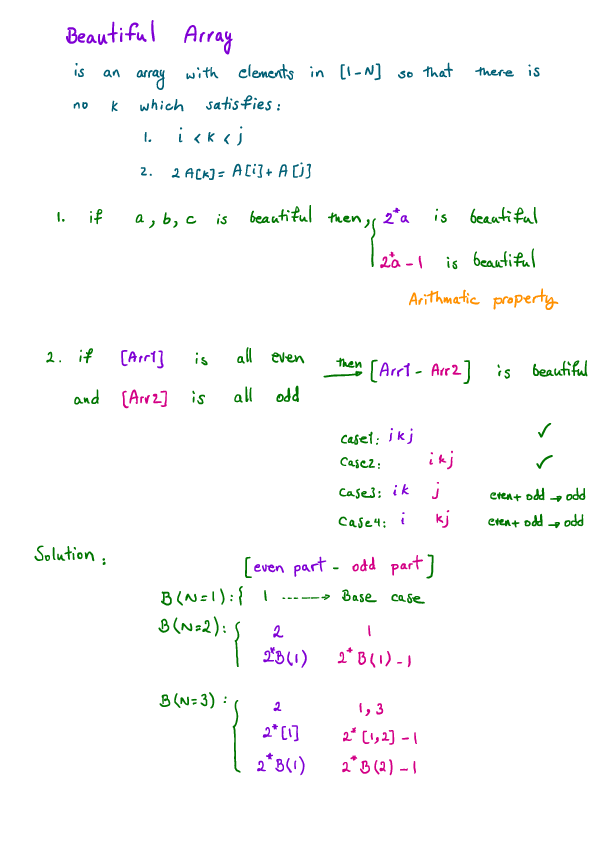 Beautiful Array
is an array with elements in [1-N] so that there is
no k which satisfies:
1. i < k < j
2. 2 A[k] = A[i] + A[j]
1. if a, b, c is beautiful then, { 2*a is beautiful
2*a - 1 is beautiful
Arithmatic property
2. if [Arr1] is all even then → [Arr1 - Arr2] is beautiful
and [Arr2] is all odd
case1: i k j ✓
case2: i k j ✓
case3: i k j even + odd → odd
case4: i k j even + odd → odd
Solution:
[even part - odd part]
B(N=1): { 1 -----> Base case
B(N=2): { 2 1
2*B(1) 2*B(1) - 1
B(N=3): { 2 1, 3
2*[1] 2*[1,2] - 1
2*B(1) 2*B(2) - 1